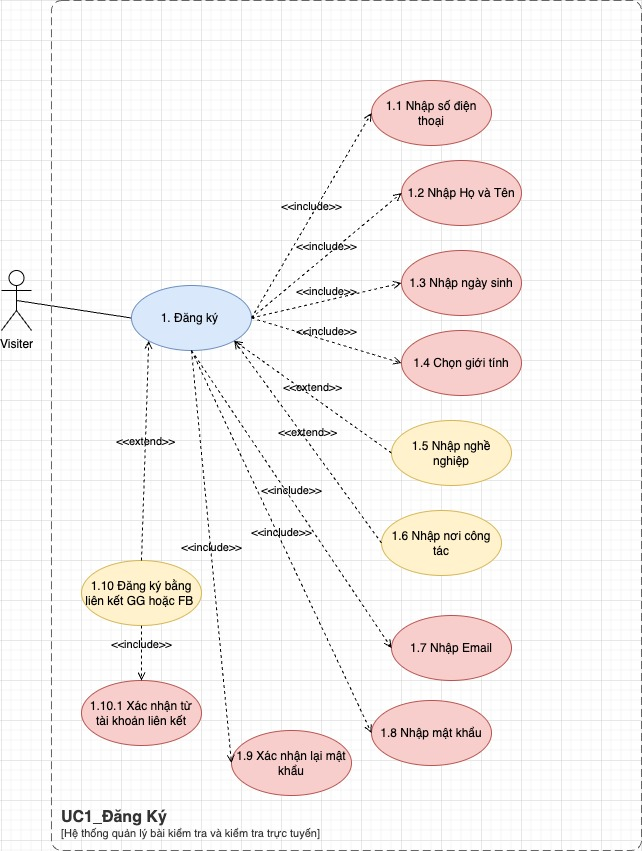 1.1 Nhập số điện
thoại
1.2 Nhập Họ và Tên
<<include>>
<<include>>
1.3 Nhập ngày sinh
<<include>>
1. Đăng ký
<<include>>
Visiter
1.4 Chọn giới tính
<<extend>>
<<extend>>
<<extend>>
1.5 Nhập nghề
nghiệp
<<include>>
<<include>>
<<include>>
1.6 Nhập nơi công
tác
1.10 Đăng ký bằng
liên kết GG hoặc FB
<<include>>
1.7 Nhập Email
1.10.1 Xác nhận từ
tài khoản liên kết
1.8 Nhập mật khẩu
1.9 Xác nhận lại mật
khẩu
UC1_Đăng Ký
[Hệ thống quản lý bài kiểm tra và kiểm tra trực tuyến]